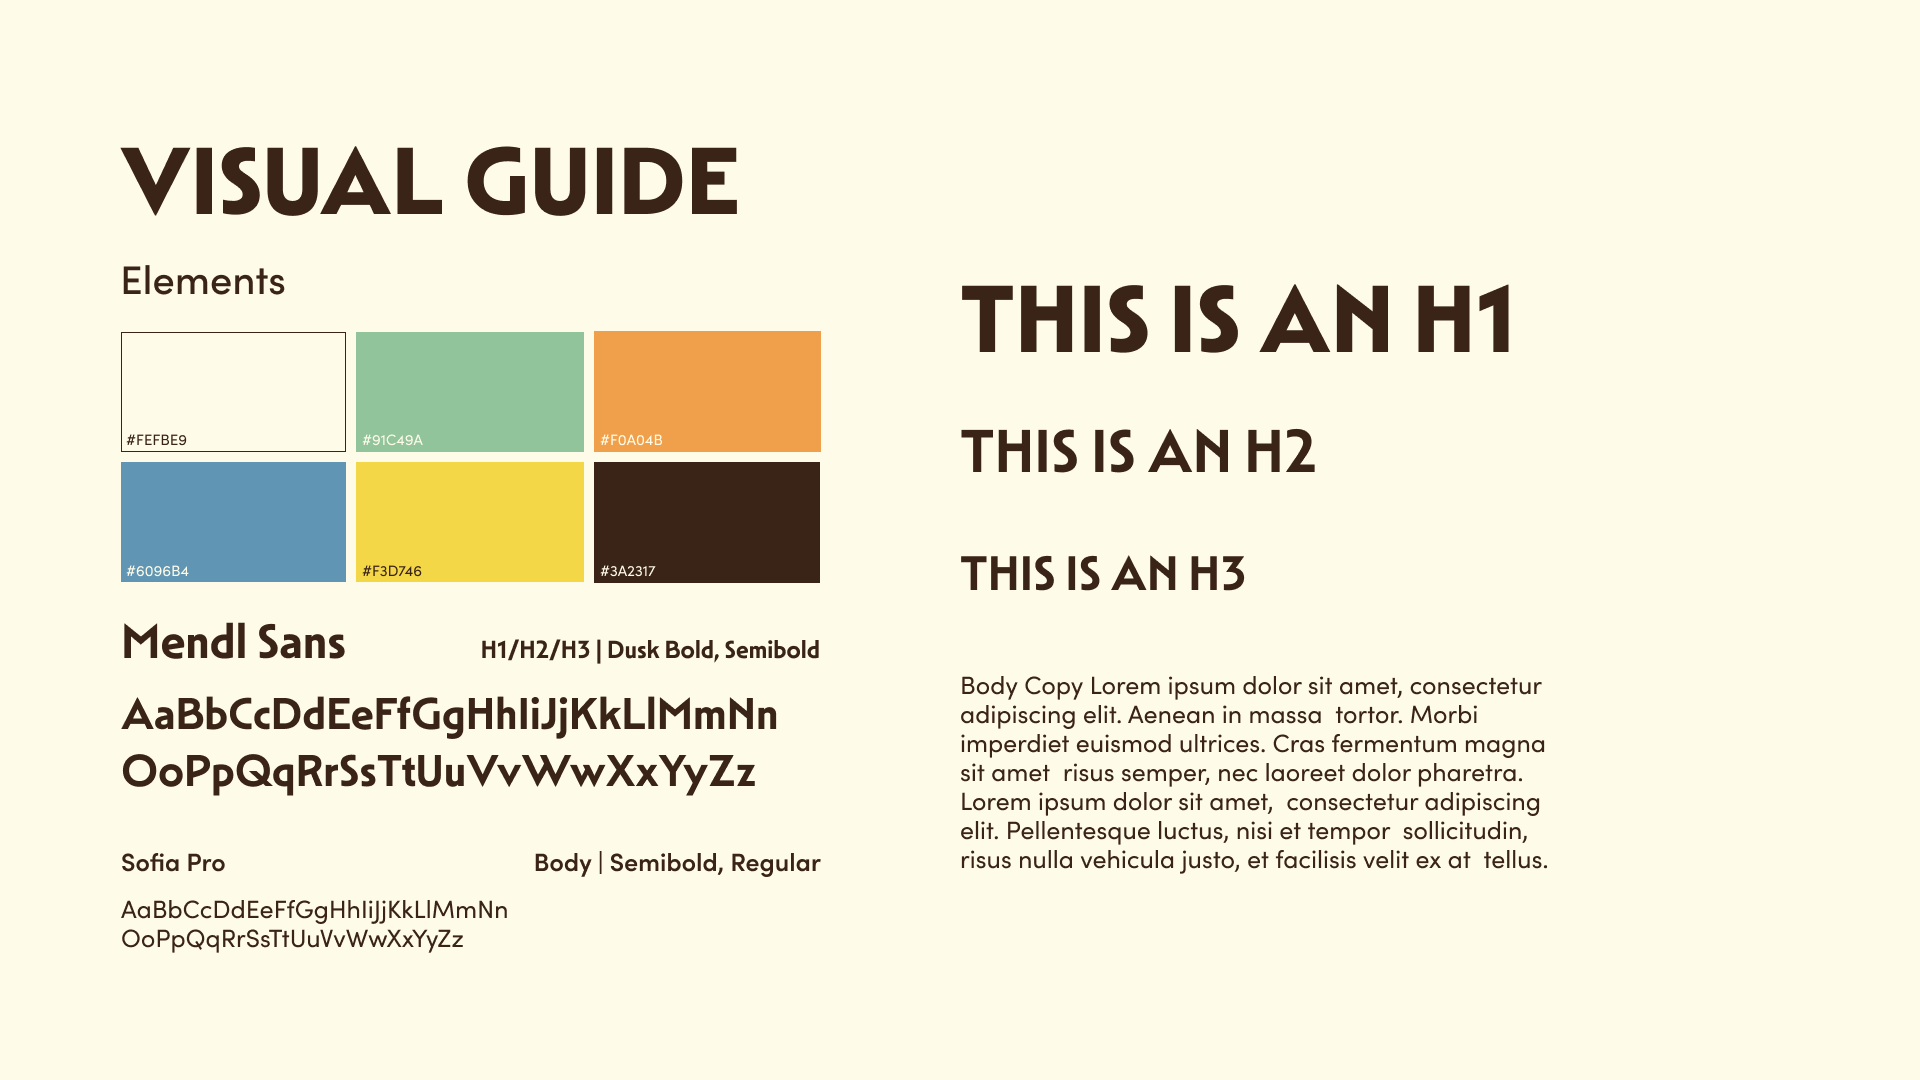 VISUAL GUIDE
Elements
#FEFBE9
#91C49A
#F0A04B
#6096B4
#F3D746
#3A2317
Mendl Sans
H1/H2/H3 | Dusk Bold, Semibold
AaBbCcDdEeFfGgHhIiJjKkLlMmNn
OoPpQqRrSsTtUuVvWwXxYyZz
Sofia Pro
Body | Semibold, Regular
AaBbCcDdEeFfGgHhIiJjKkLlMmNn
OoPpQqRrSsTtUuVvWwXxYyZz
THIS IS AN H1
THIS IS AN H2
THIS IS AN H3
Body Copy Lorem ipsum dolor sit amet, consectetur
adipiscing elit. Aenean in massa  tortor. Morbi
imperdiet euismod ultrices. Cras fermentum magna
sit amet  risus semper, nec laoreet dolor pharetra.
Lorem ipsum dolor sit amet,  consectetur adipiscing
elit. Pellentesque luctus, nisi et tempor  sollicitudin,
risus nulla vehicula justo, et facilisis velit ex at  tellus.